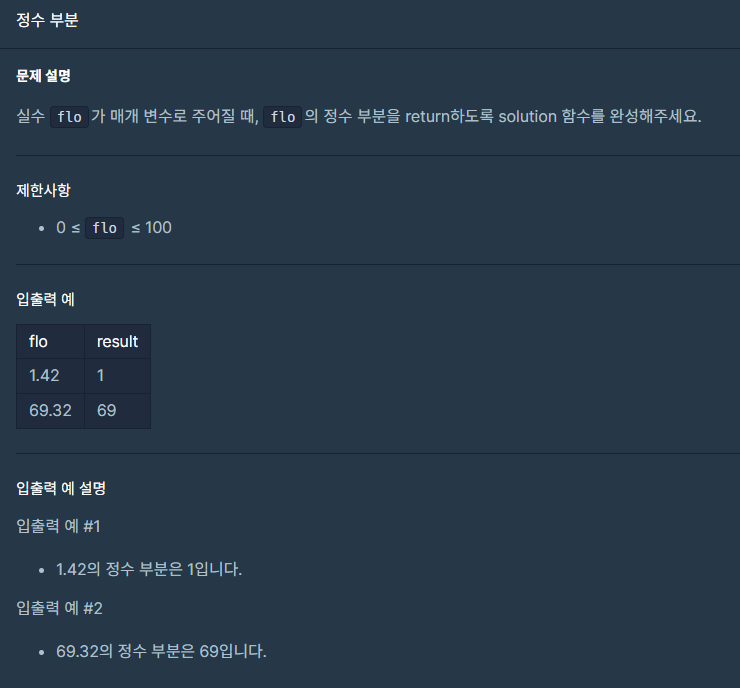 정수 부분
문제 설명
실수 flo 가 매개 변수로 주어질 때, flo 의 정수 부분을 return하도록 solution 함수를 완성해주세요.
제한사항
• 0 ≤ flo ≤ 100
입출력 예
flo result
1.42 1
69.32 69
입출력 예 설명
입출력 예 #1
• 1.42의 정수 부분은 1입니다.
입출력 예 #2
• 69.32의 정수 부분은 69입니다.